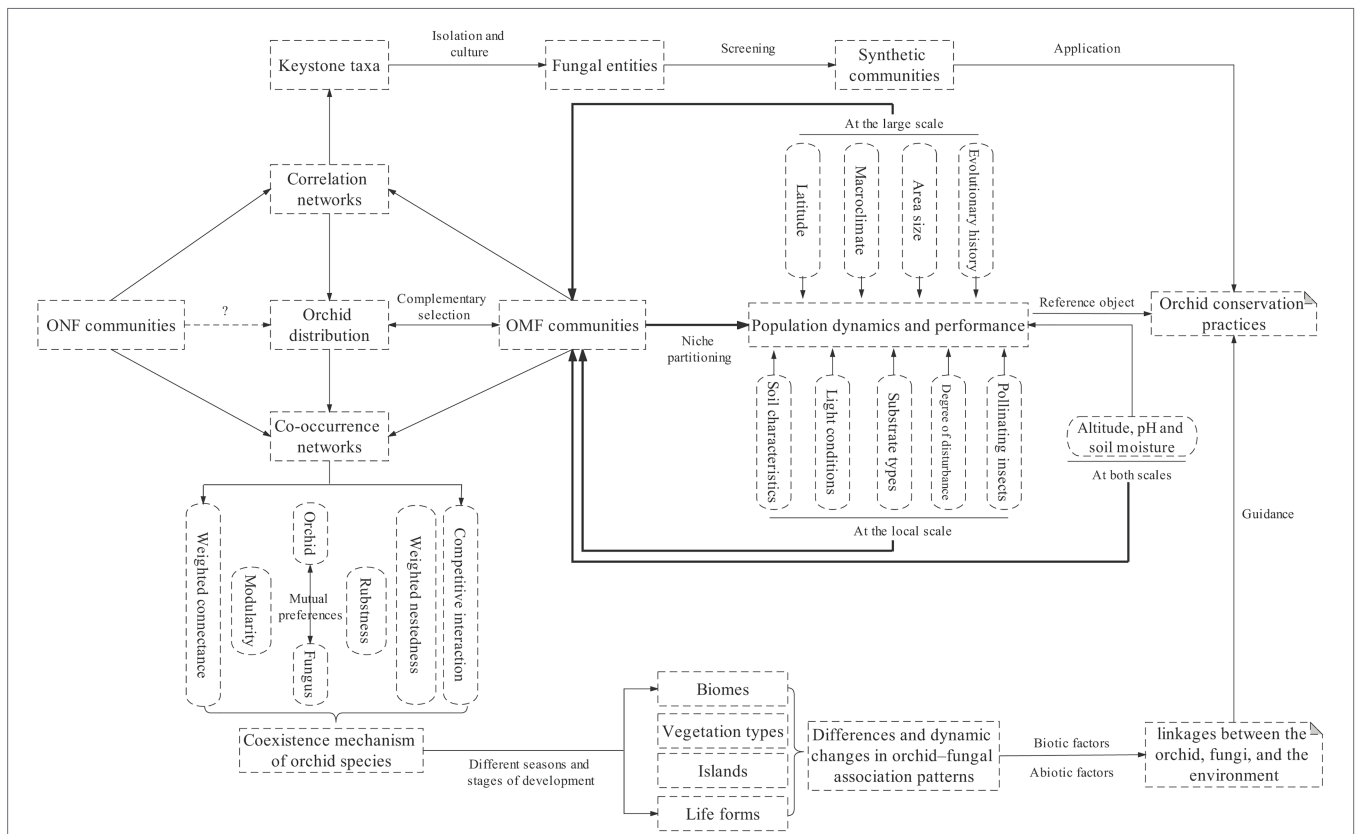 Isolation and
culture
Screening
Application
Keystone taxa
Fungal entities
Synthetic
communities
At the large scale
Latitude
Macroclimate
Area size
Evolutionary history
Correlation
networks
ONF communities
?
Orchid
distribution
Complementary
selection
OMF communities
Niche
partitioning
Population dynamics and performance
Reference object
Orchid conservation
practices
Co-occurrence
networks
Soil characteristics
Light conditions
Substrate types
Degree of disturbance
Pollinating insects
At the local scale
Altitude, pH and
soil moisture
At both scales
Guidance
Weighted connectance
Modularity
Orchid
Mutual
preferences
Fungus
Rubstness
Weighted nestedness
Competitive interaction
Coexistence mechanism
of orchid species
Different seasons and
stages of development
Biomes
Vegetation types
Islands
Life forms
Differences and dynamic
changes in orchid–fungal
association patterns
Biotic factors
Abiotic factors
linkages between the
orchid, fungi, and the
environment